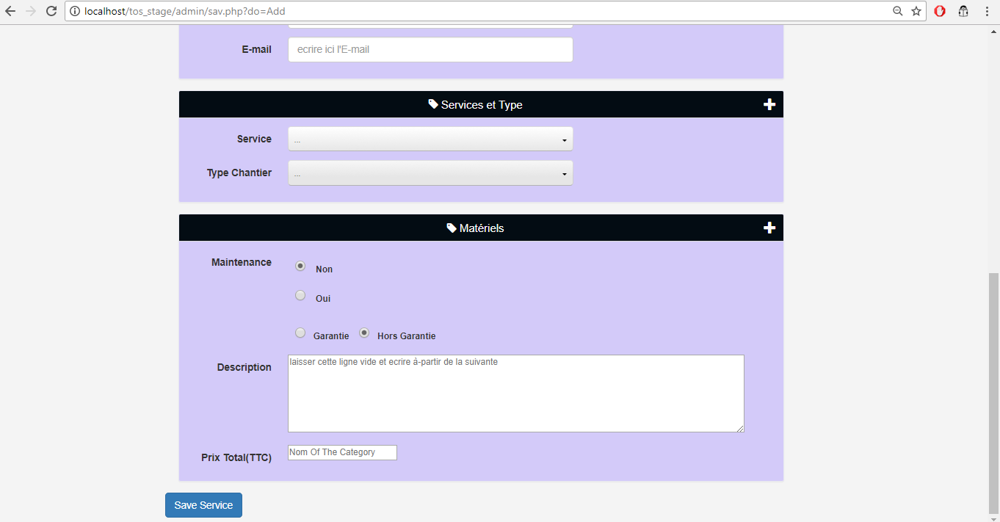 localhost/tos_stage/admin/sav.php?do=Add
E-mail ecrire ici l'E-mail
Services et Type
Service ...
Type Chantier ...
Matériels
Maintenance Non
Oui
Garantie Hors Garantie
Description laisser cette ligne vide et ecrire à-partir de la suivante
Prix Total(TTC) Nom Of The Category
Save Service